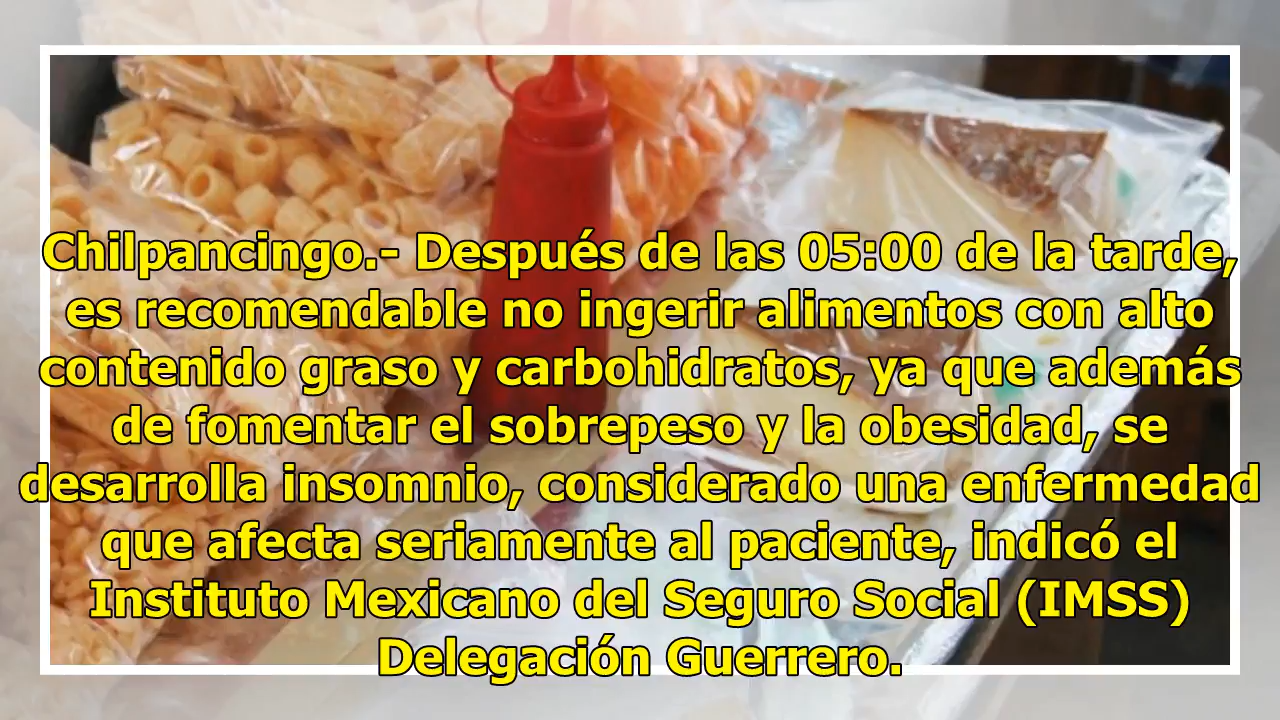 Chilpancingo.- Después de las 05:00 de la tarde,
es recomendable no ingerir alimentos con alto
contenido graso y carbohidratos, ya que además
de fomentar el sobrepeso y la obesidad, se
desarrolla insomnio, considerado una enfermedad
que afecta seriamente al paciente, indicó el
Instituto Mexicano del Seguro Social (IMSS)
Delegación Guerrero.